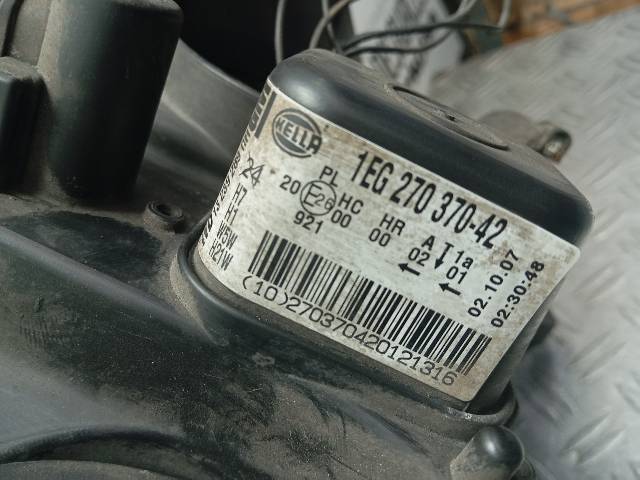 HELLA
1EG 270 370-42
24
H7
H1
W5W
H21W
PL HC HR A T 1a
20 E26 00 00 02 01
921
02.10.07
02:30:48
(10)270370420121316